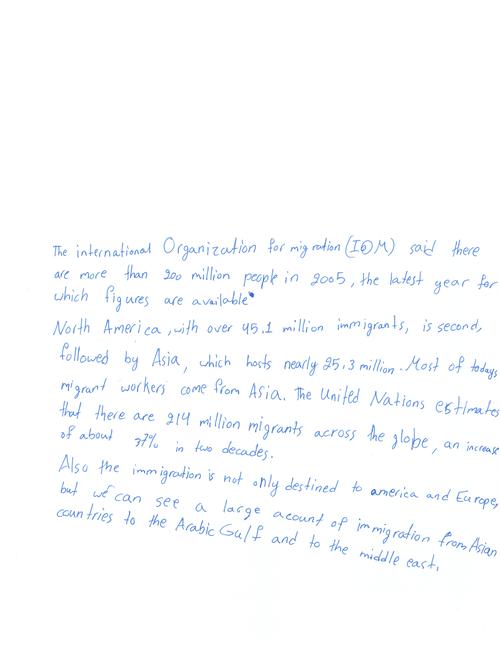 The international Organization for migration (IOM) said there
are more than 200 million people in 2005, the latest year for
which figures are available.
North America, with over 45.1 million immigrants, is second,
followed by Asia, which hosts nearly 25.3 million. Most of todays
migrant workers come from Asia. The United Nations estimates
that there are 214 million migrants across the globe, an increase
of about 37% in two decades.
Also the immigration is not only destined to america and Europe,
but we can see a large acount of immigration from Asian
countries to the Arabic Gulf and to the middle east.